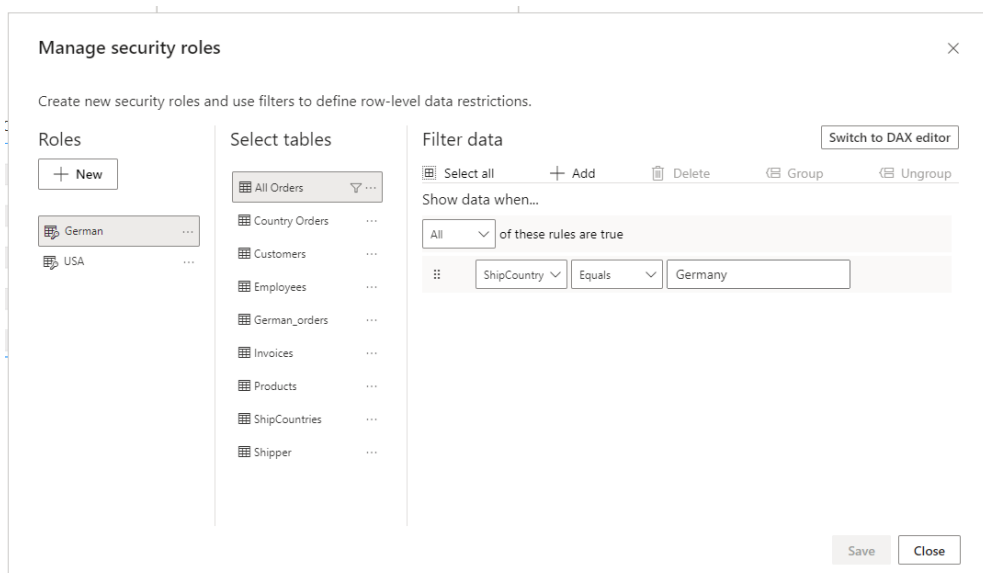 Manage security roles
Create new security roles and use filters to define row-level data restrictions.
Roles
New
German
USA
Select tables
All Orders
Country Orders
Customers
Employees
German_orders
Invoices
Products
ShipCountries
Shipper
Filter data
Switch to DAX editor
Select all
Add
Delete
Group
Ungroup
Show data when...
All of these rules are true
ShipCountry Equals Germany
Save
Close